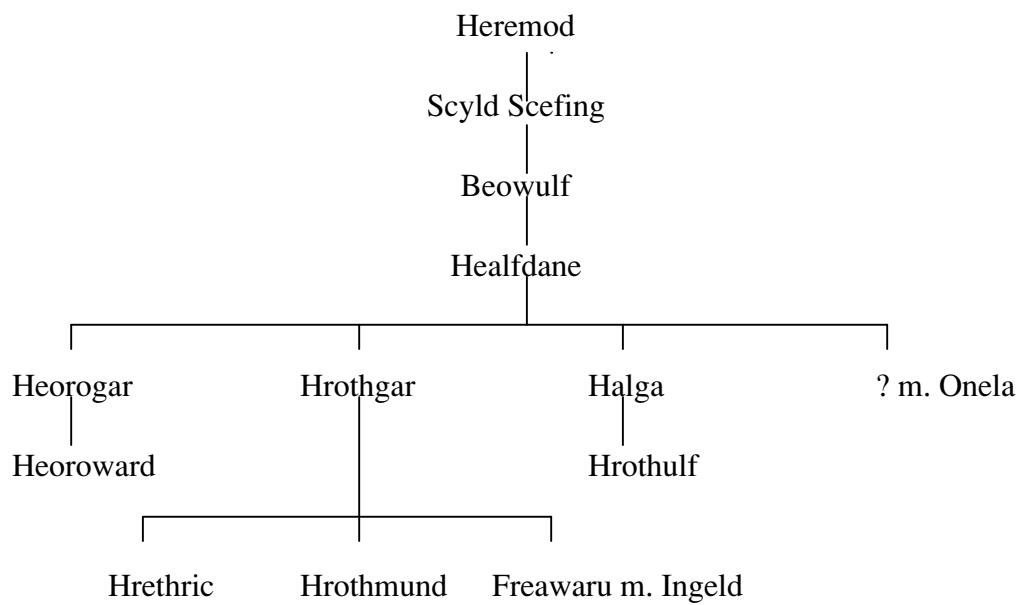 Heremod
Scyld Scefing
Beowulf
Healfdane
Heorogar Hrothgar Halga ? m. Onela
Heoroward Hrothulf
Hrethric Hrothmund Freawaru m. Ingeld